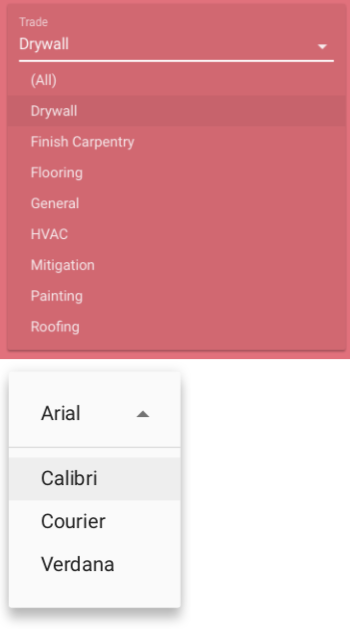 Trade
Drywall
(All)
Drywall
Finish Carpentry
Flooring
General
HVAC
Mitigation
Painting
Roofing
Arial
Calibri
Courier
Verdana